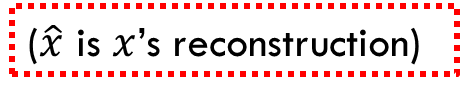 (x̂ is x's reconstruction)